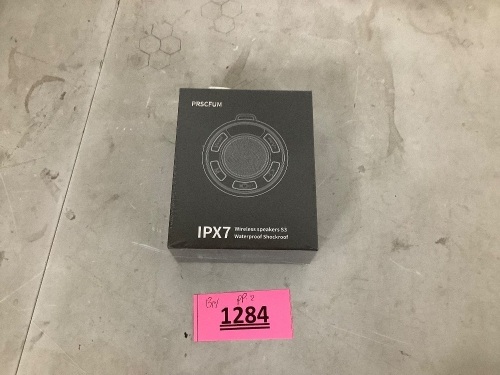 PRSCFUM
IPX7
Wireless speakers S3
Waterproof Shockroof
1284